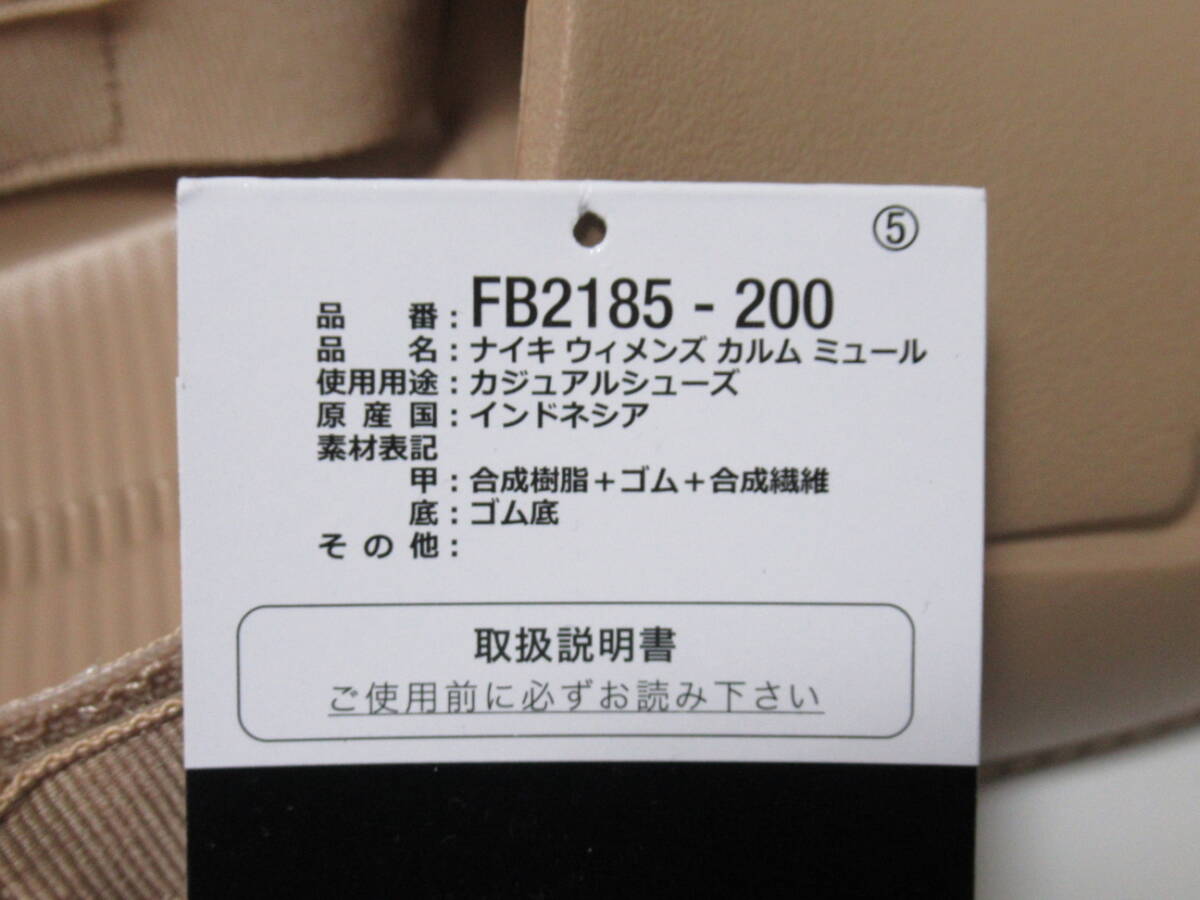 ⑤
品番：FB2185 - 200
品名：ナイキ ウィメンズ カルム ミュール
使用用途：カジュアルシューズ
原産国：インドネシア
素材表記
甲：合成樹脂＋ゴム＋合成繊維
底：ゴム底
その他：
取扱説明書
ご使用前に必ずお読み下さい